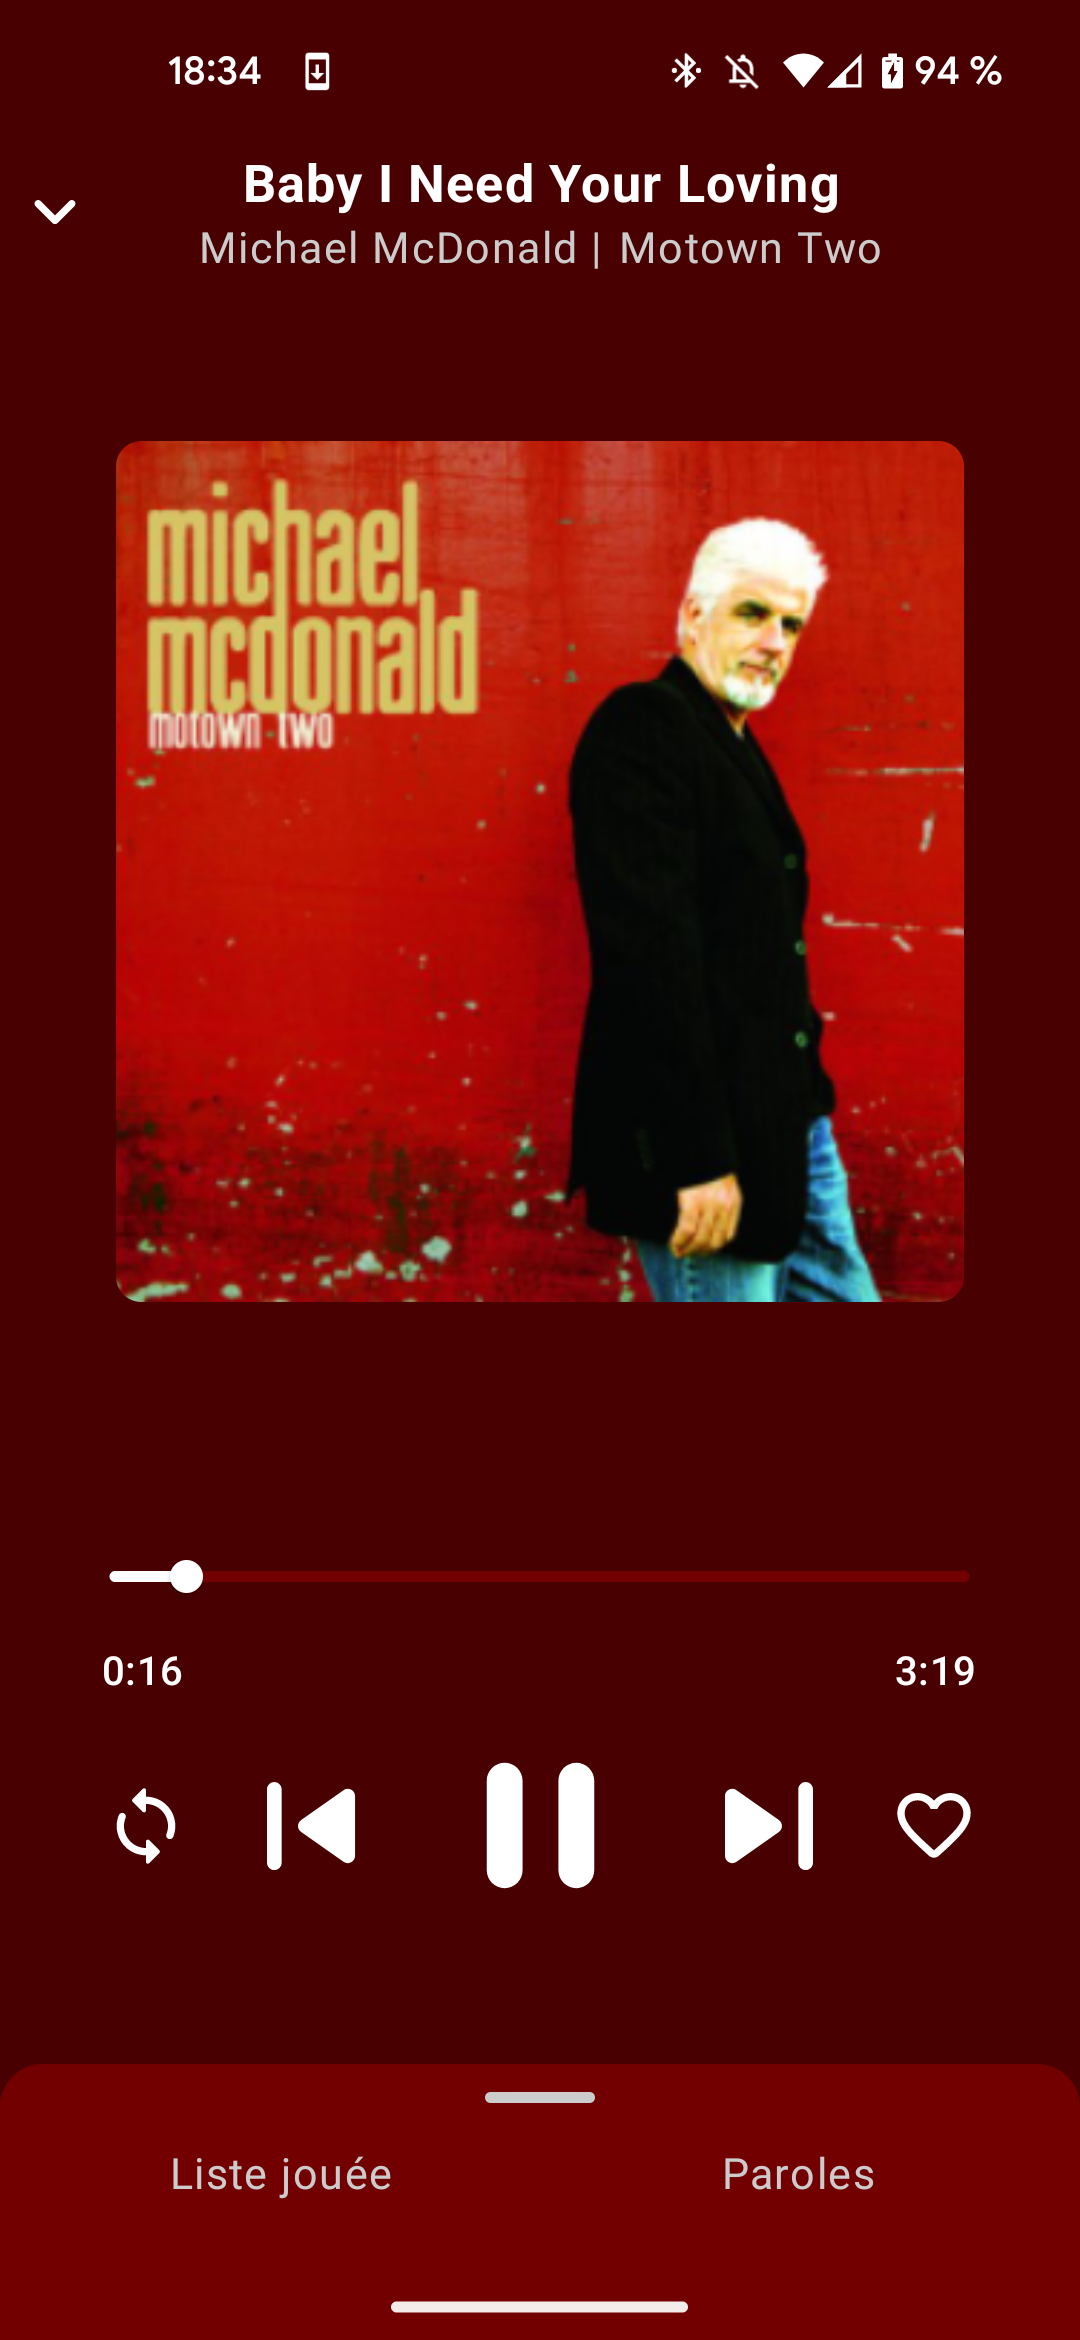 18:34
94 %
Baby I Need Your Loving
Michael McDonald | Motown Two
michael
mcdonald
motown two
0:16
3:19
Liste jouée
Paroles